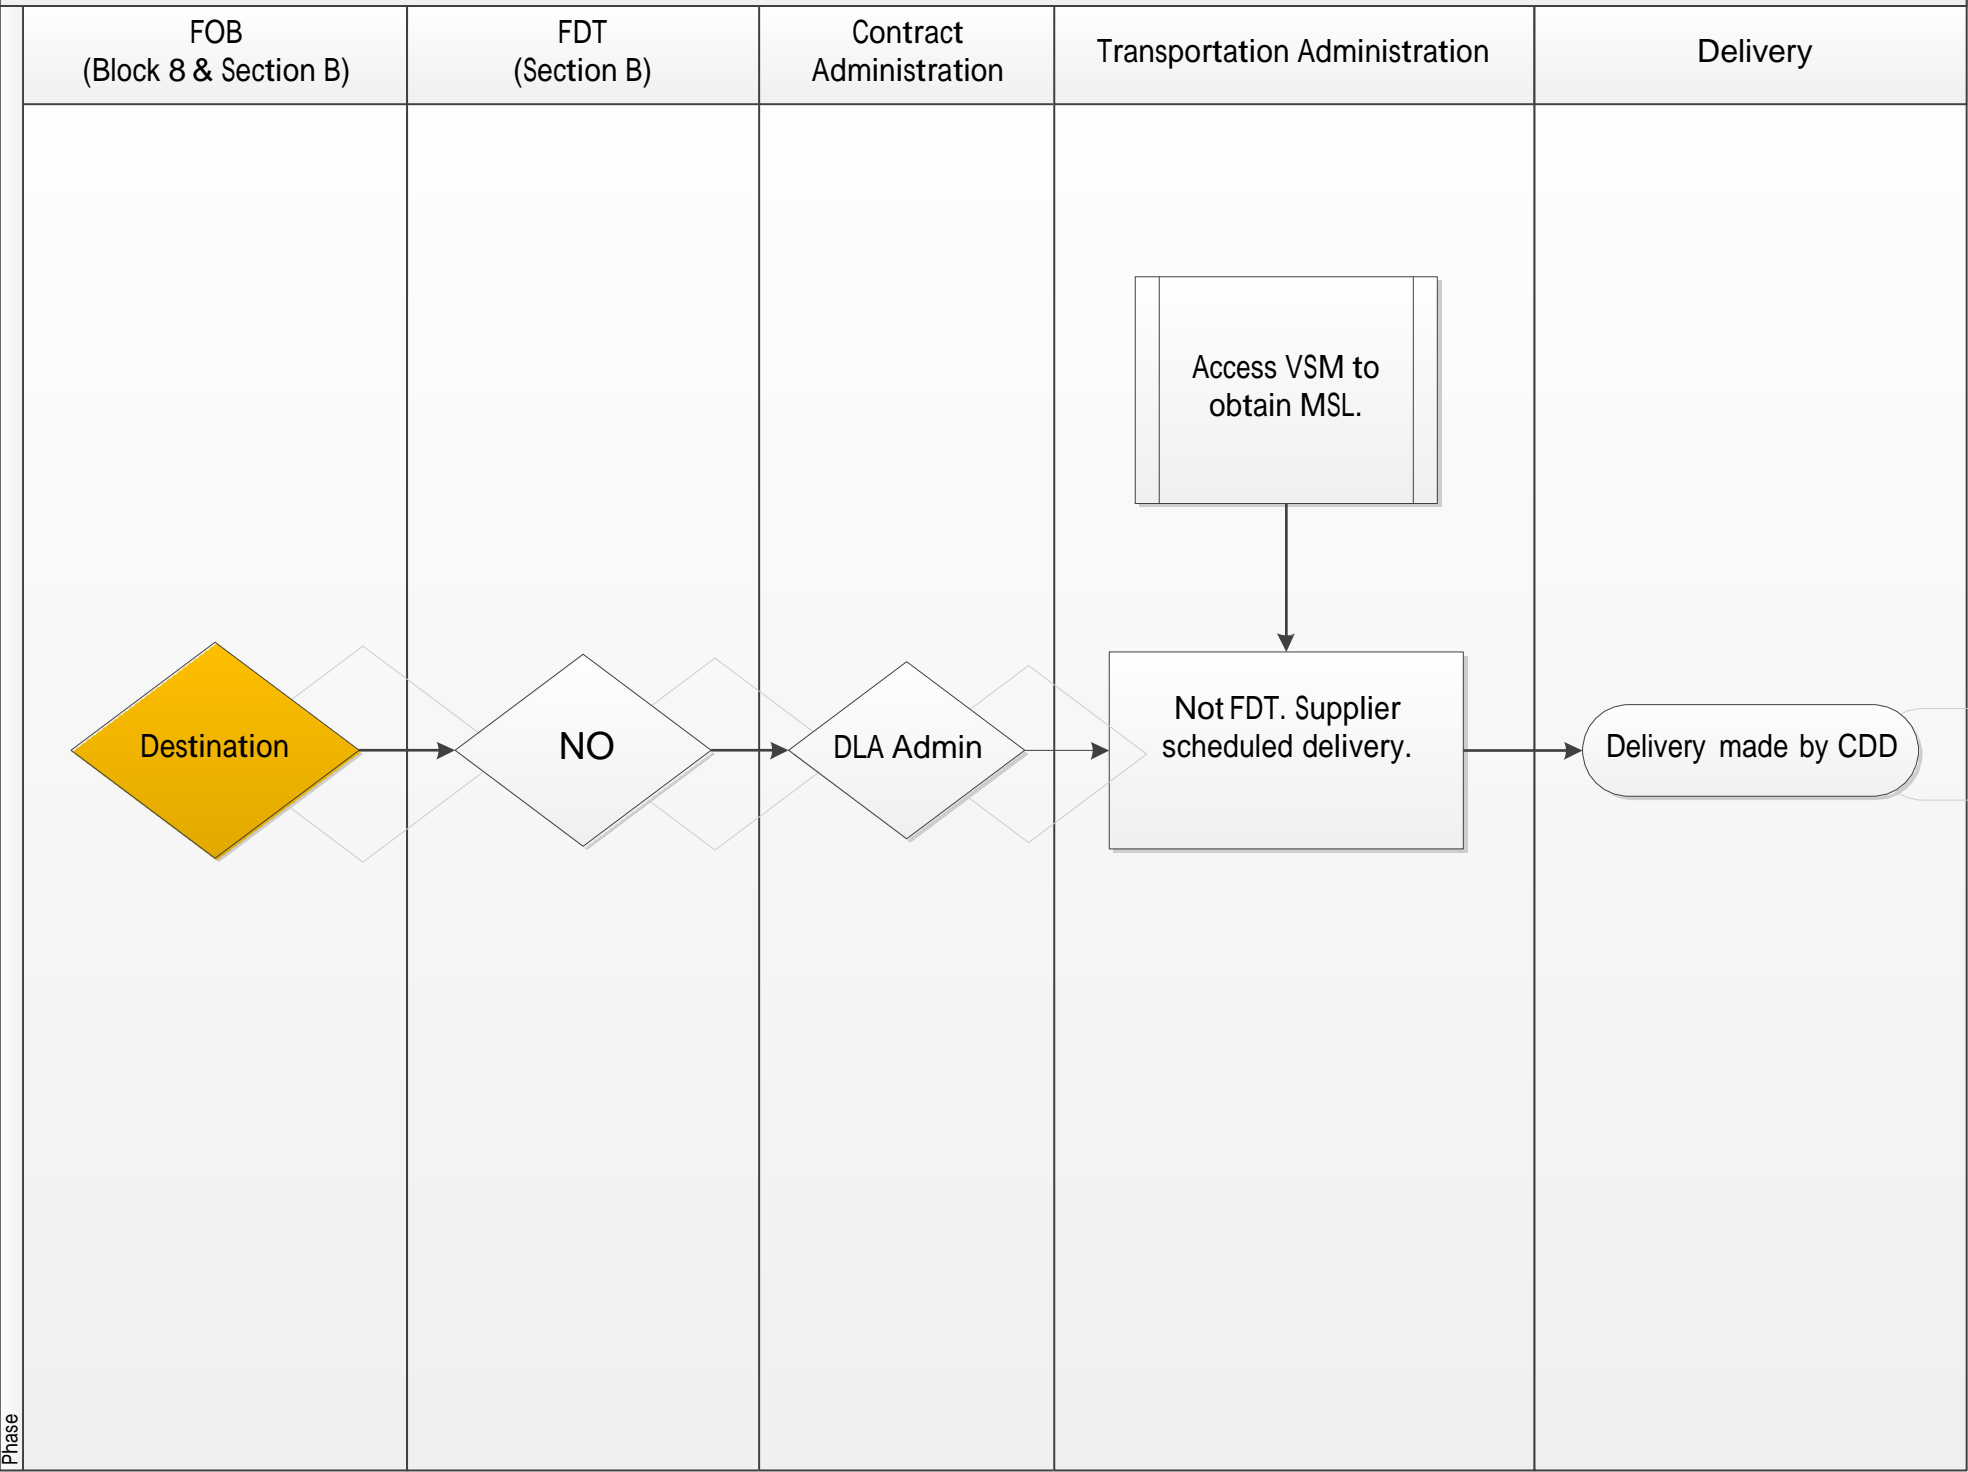 FOB
(Block 8 & Section B)
FDT
(Section B)
Contract
Administration
Transportation Administration
Delivery
Access VSM to
obtain MSL.
Destination
NO
DLA Admin
Not FDT. Supplier
scheduled delivery.
Delivery made by CDD
Phase